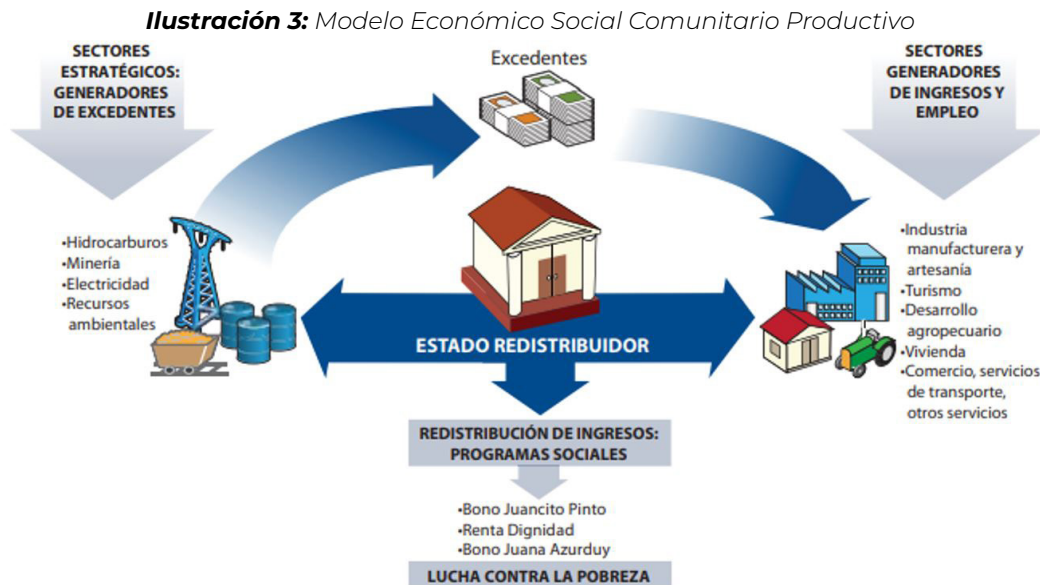 Ilustración 3: Modelo Económico Social Comunitario Productivo
SECTORES
ESTRATÉGICOS:
GENERADORES
DE EXCEDENTES
Excedentes
SECTORES
GENERADORES
DE INGRESOS Y
EMPLEO
•Hidrocarburos
•Minería
•Electricidad
•Recursos
ambientales
ESTADO REDISTRIBUIDOR
•Industria
manufacturera y
artesanía
•Turismo
•Desarrollo
agropecuario
•Vivienda
•Comercio, servicios
de transporte,
otros servicios
REDISTRIBUCIÓN DE INGRESOS:
PROGRAMAS SOCIALES
•Bono Juancito Pinto
•Renta Dignidad
•Bono Juana Azurduy
LUCHA CONTRA LA POBREZA